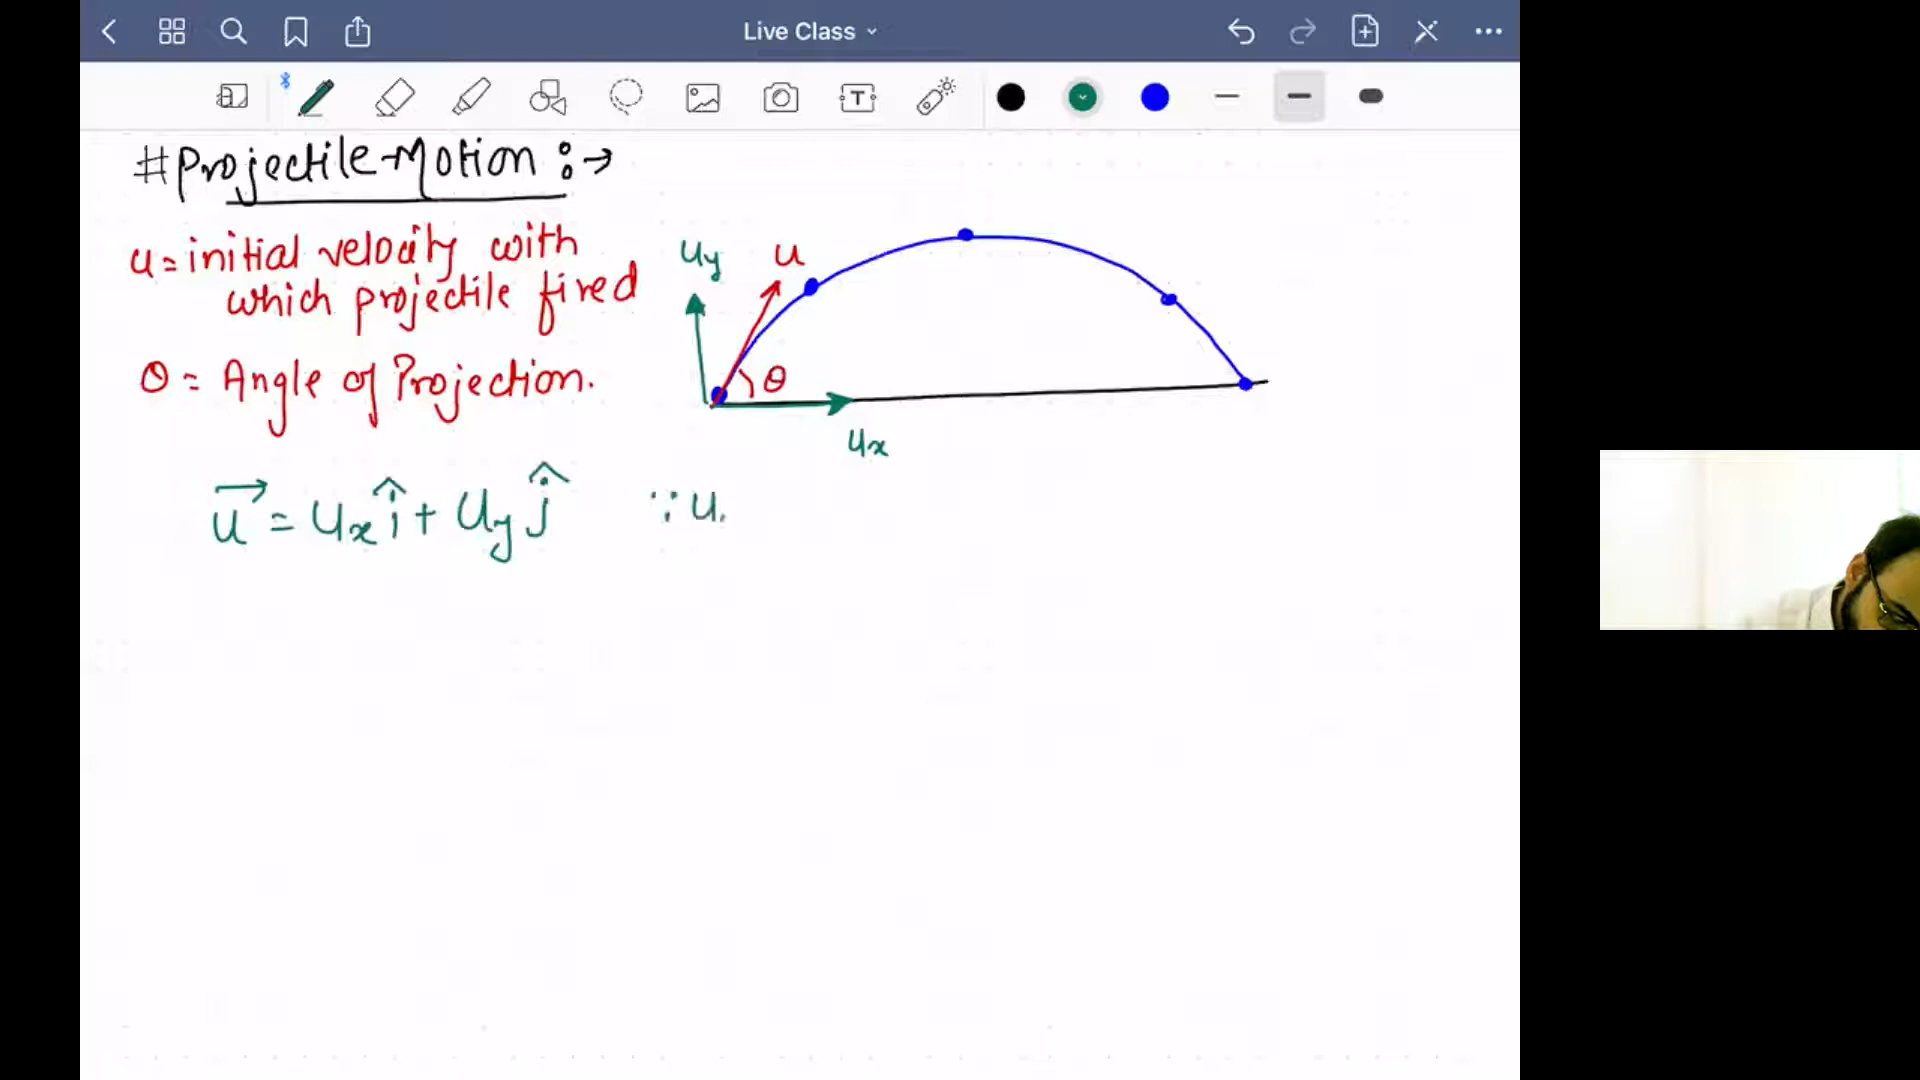 Live Class
T
#Projectile Motion :→
u = initial velocity with
which projectile fired
θ = Angle of Projection.
uy
u
θ
ux
u⃗ = ux î + uy ĵ ∵ u